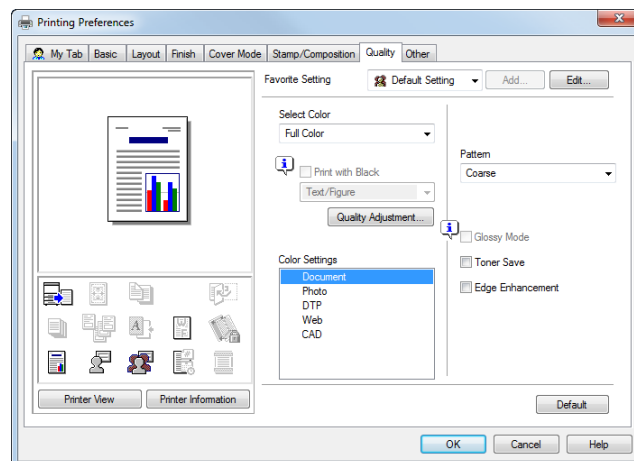 Printing Preferences
My Tab Basic Layout Finish Cover Mode Stamp/Composition Quality Other
Favorite Setting Default Setting Add... Edit...
Select Color
Full Color
Print with Black
Text/Figure
Quality Adjustment...
Pattern
Coarse
Glossy Mode
Toner Save
Edge Enhancement
Color Settings
Document
Photo
DTP
Web
CAD
Printer View Printer Information
Default
OK Cancel Help